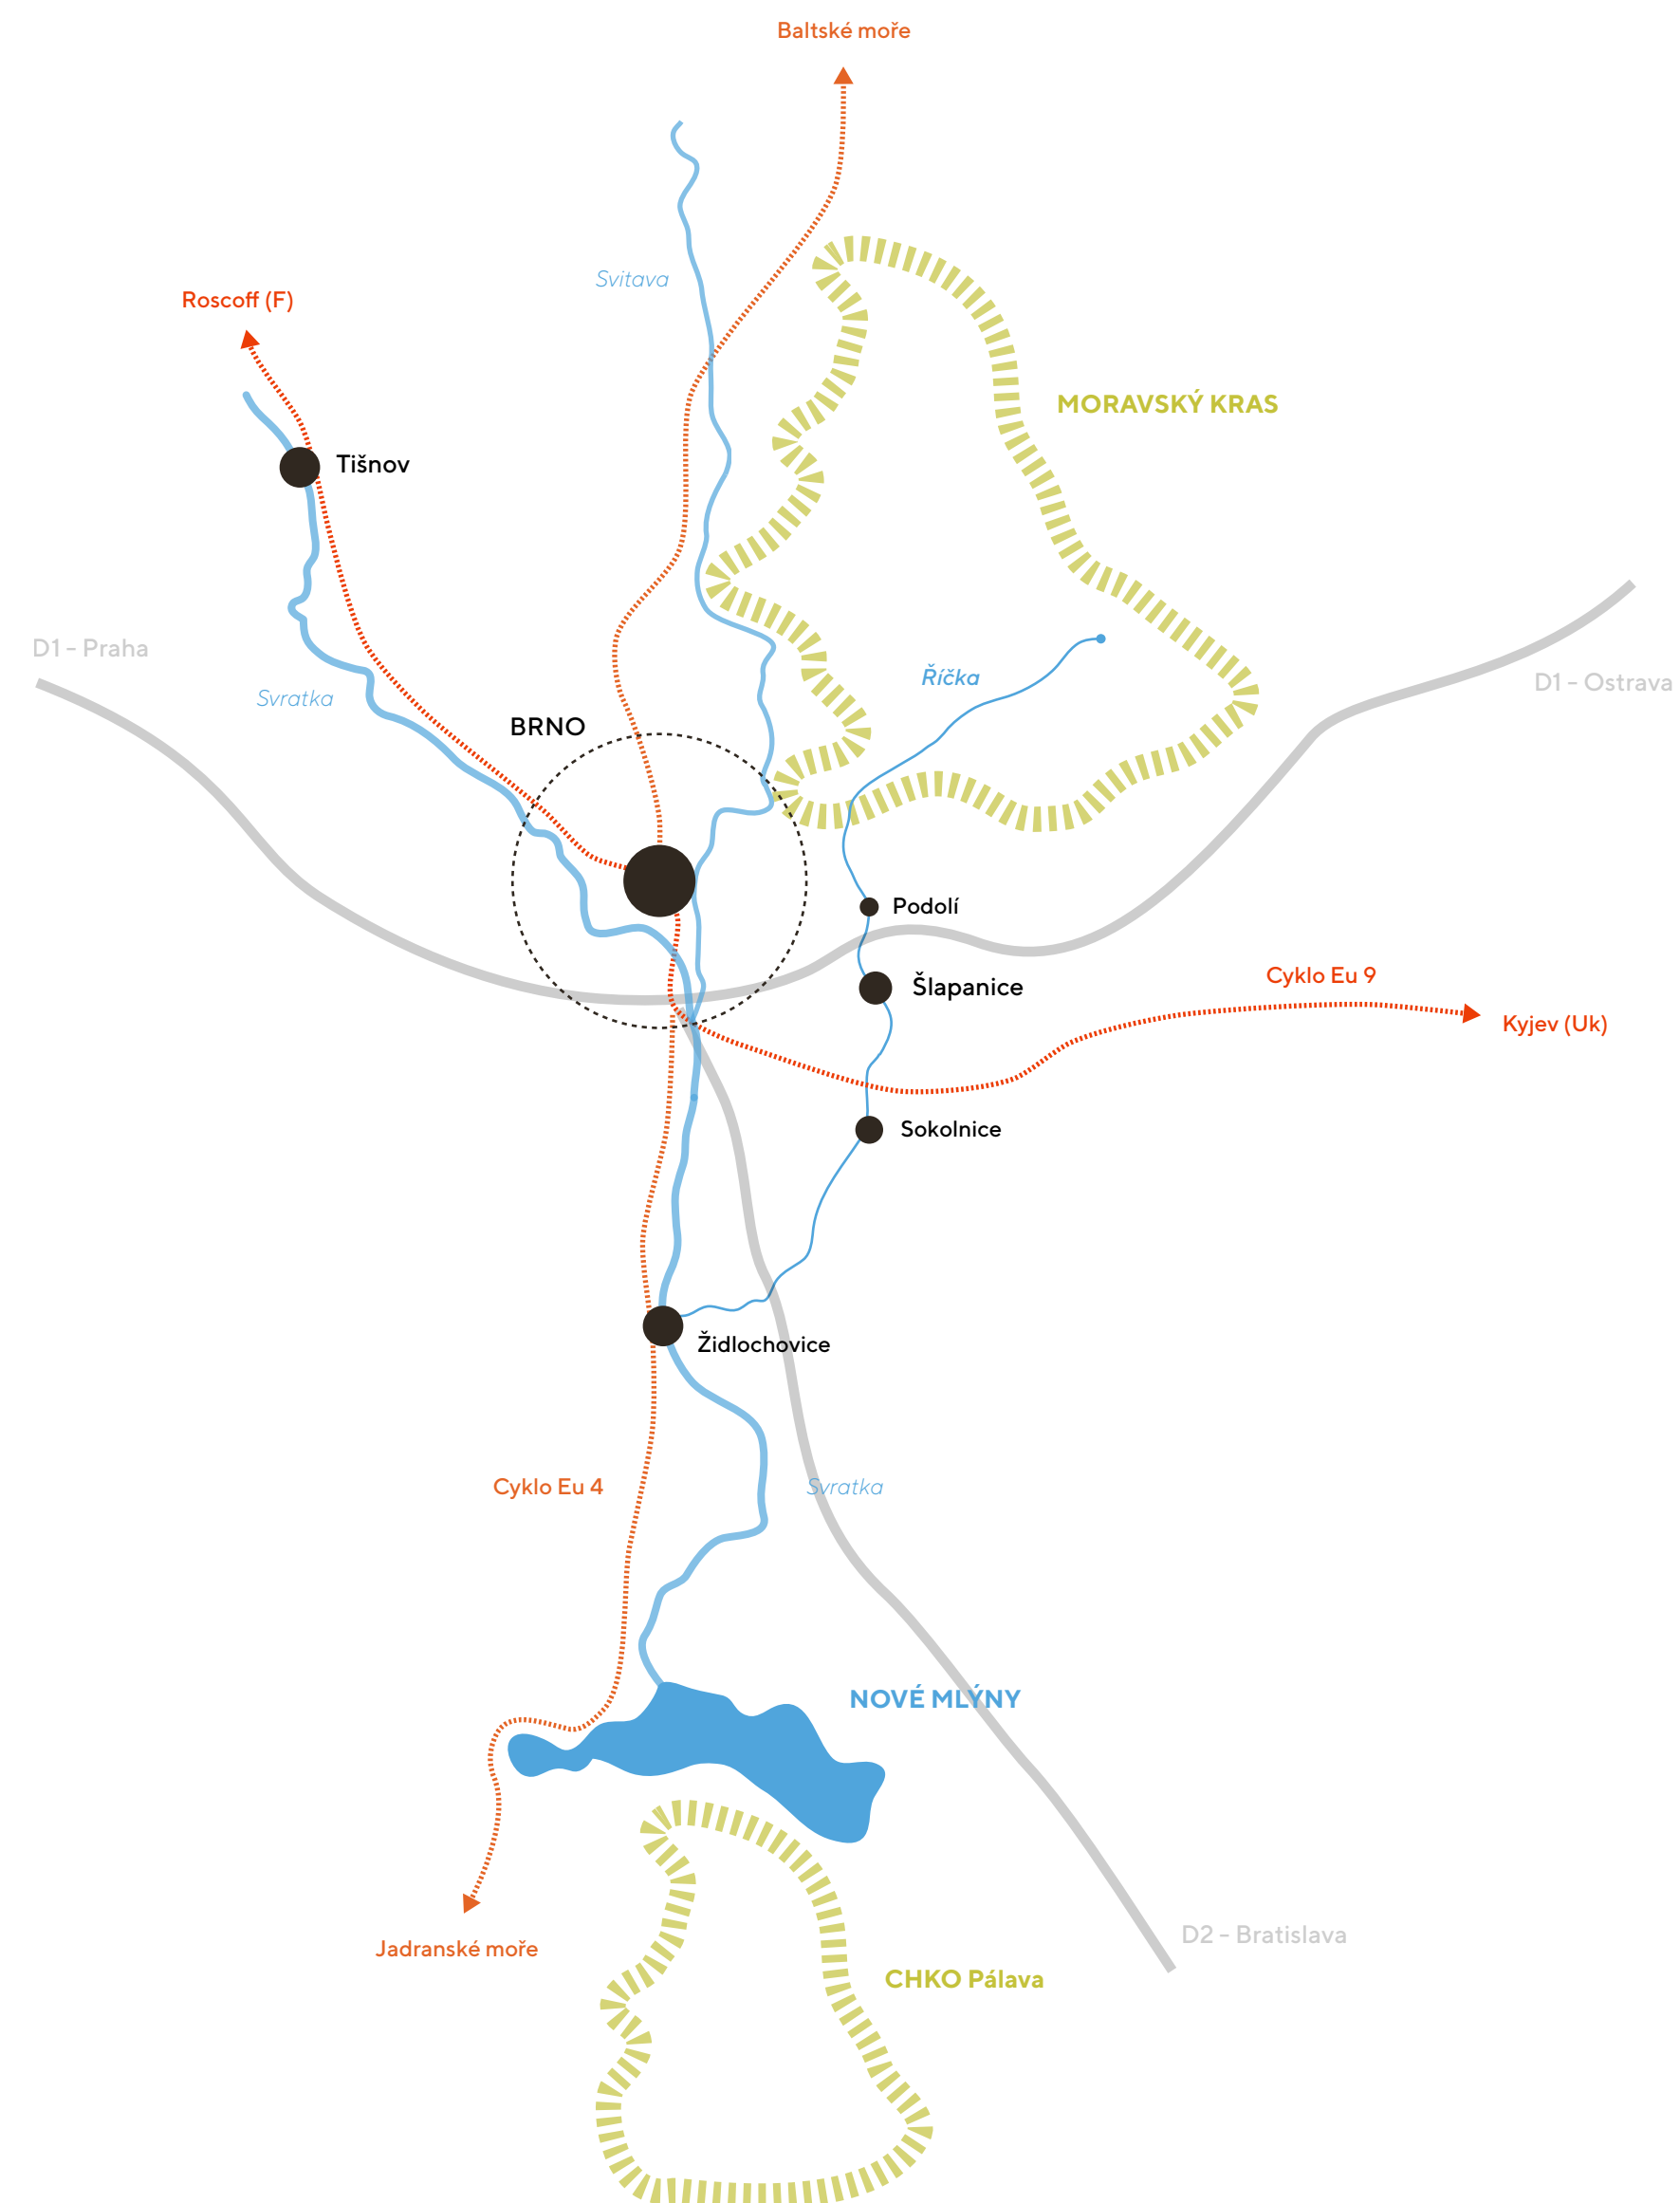 Baltské moře
Svitava
Roscoff (F)
MORAVSKÝ KRAS
Tišnov
D1 - Praha
Říčka
D1 - Ostrava
Svratka
BRNO
Podolí
Cyklo Eu 9
Šlapanice
Kyjev (Uk)
Sokolnice
Židlochovice
Cyklo Eu 4
Svratka
NOVÉ MLÝNY
D2 - Bratislava
Jadranské moře
CHKO Pálava